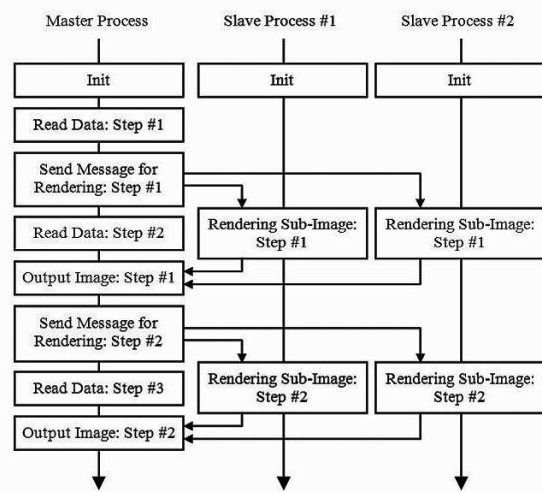 Master Process
Slave Process #1
Slave Process #2
Init
Init
Init
Read Data: Step #1
Send Message for
Rendering: Step #1
Rendering Sub-Image:
Step #1
Rendering Sub-Image:
Step #1
Read Data: Step #2
Output Image: Step #1
Send Message for
Rendering: Step #2
Rendering Sub-Image:
Step #2
Rendering Sub-Image:
Step #2
Read Data: Step #3
Output Image: Step #2